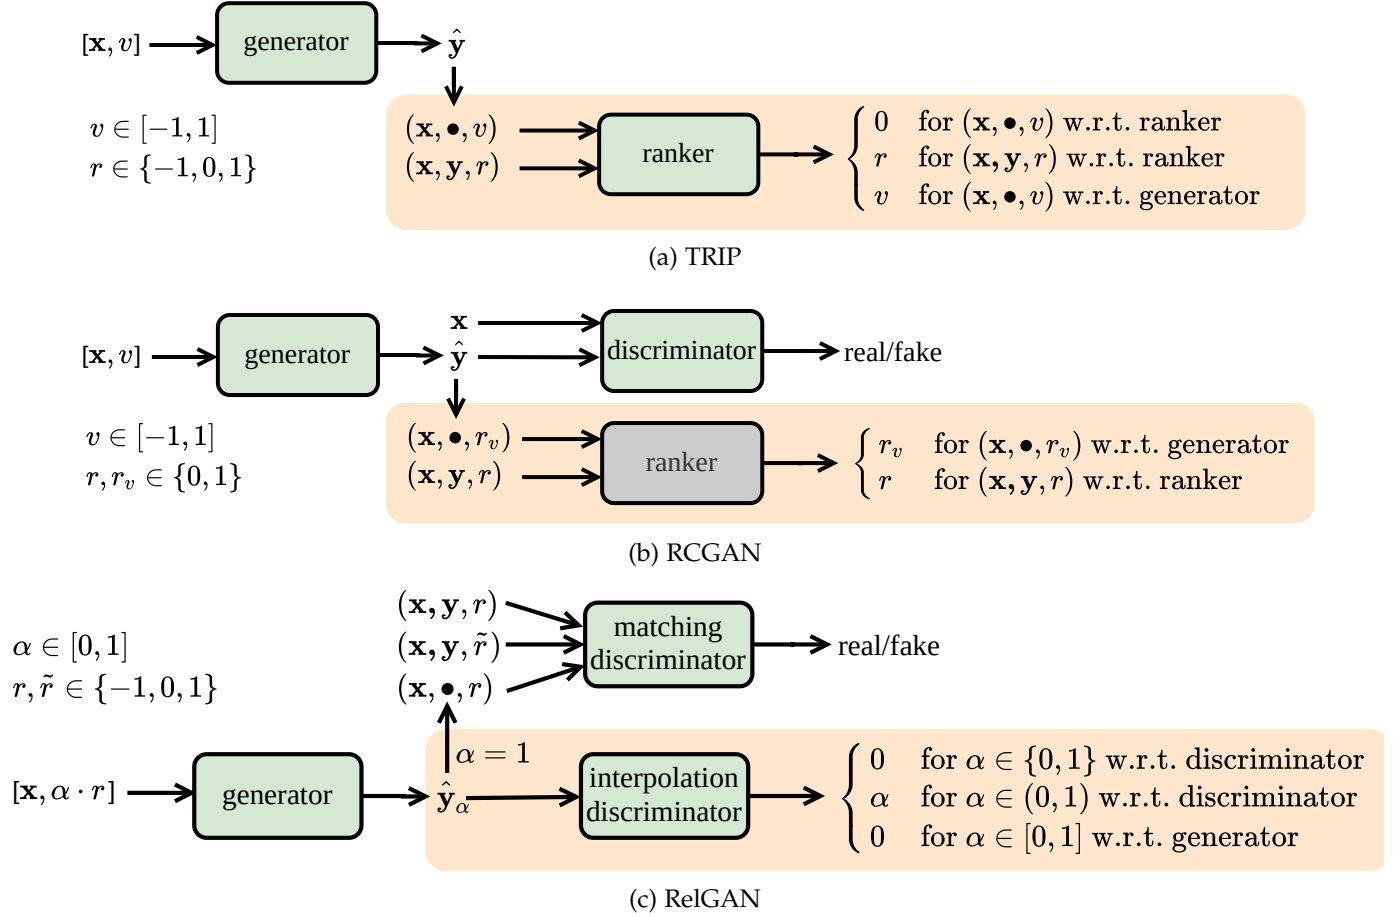 [x, v] generator ŷ
v ∈ [−1, 1]
r ∈ {−1, 0, 1}
(x, •, v)
(x, y, r)
ranker
0 for (x, •, v) w.r.t. ranker
r for (x, y, r) w.r.t. ranker
v for (x, •, v) w.r.t. generator
(a) TRIP
[x, v] generator
x
ŷ
discriminator real/fake
v ∈ [−1, 1]
r, r_v ∈ {0, 1}
(x, •, r_v)
(x, y, r)
ranker
r_v for (x, •, r_v) w.r.t. generator
r for (x, y, r) w.r.t. ranker
(b) RCGAN
α ∈ [0, 1]
r, r̃ ∈ {−1, 0, 1}
(x, y, r)
(x, y, r̃)
(x, •, r)
matching
discriminator
real/fake
α = 1
[x, α · r] generator ŷ_α
interpolation
discriminator
0 for α ∈ {0, 1} w.r.t. discriminator
α for α ∈ (0, 1) w.r.t. discriminator
0 for α ∈ [0, 1] w.r.t. generator
(c) RelGAN